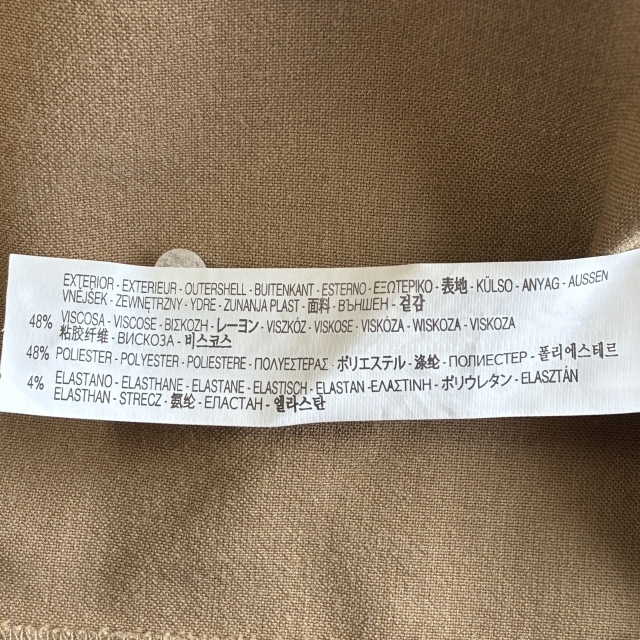 EXTERIOR - EXTERIEUR - OUTERSHELL - BUITENKANT - ESTERNO - ΕΞΩΤΕΡΙΚΟ - 表地 - KÜLSO - ANYAG - AUSSEN
VNĚJŠEK - ZEWNĘTRZNY - YDRE - ZUNANJA PLAST - 面料 - ВЪНШЕН - 겉감
48% VISCOSA - VISCOSE - ΒΙΣΚΟΖΗ - レーヨン - VISZKÓZ - VISKOSE - VISKÓZA - WISKOZA - VISKOZA
粘胶纤维 - ВИСКОЗА - 비스코스
48% POLIESTER - POLYESTER - POLIESTERE - ΠΟΛΥΕΣΤΕΡΑΣ - ポリエステル - 涤纶 - ПОЛИЕСТЕР - 폴리에스테르
4% ELASTANO - ELASTHANE - ELASTANE - ELASTISCH - ELASTAN - ΕΛΑΣΤΙΝΗ - ポリウレタン - ELASZTÁN
ELASTHAN - STRECZ - 氨纶 - ЕЛАСТАН - 엘라스탄